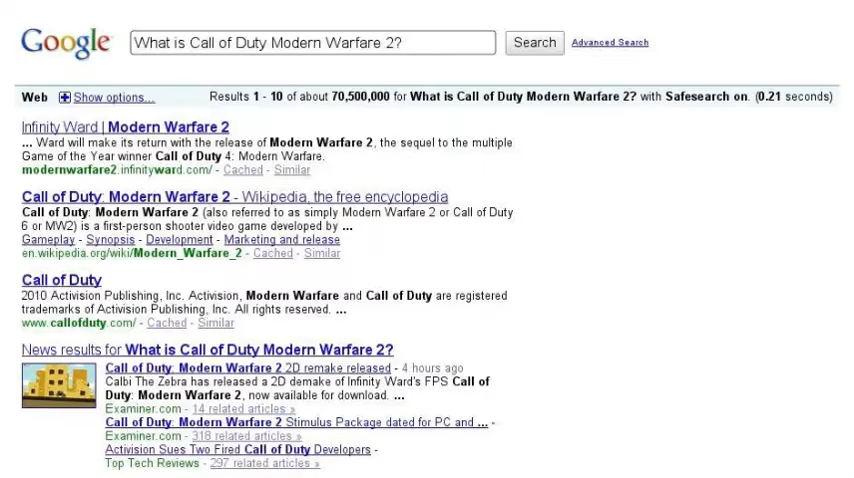 Google
What is Call of Duty Modern Warfare 2?
Search
Advanced Search
Web
Show options...
Results 1 - 10 of about 70,500,000 for What is Call of Duty Modern Warfare 2? with Safesearch on. (0.21 seconds)
Infinity Ward | Modern Warfare 2
... Ward will make its return with the release of Modern Warfare 2, the sequel to the multiple
Game of the Year winner Call of Duty 4: Modern Warfare.
modernwarfare2.infinityward.com/ - Cached - Similar
Call of Duty: Modern Warfare 2 - Wikipedia, the free encyclopedia
Call of Duty: Modern Warfare 2 (also referred to as simply Modern Warfare 2 or Call of Duty
6 or MW2) is a first-person shooter video game developed by ...
Gameplay - Synopsis - Development - Marketing and release
en.wikipedia.org/wiki/Modern_Warfare_2 - Cached - Similar
Call of Duty
2010 Activision Publishing, Inc. Activision, Modern Warfare and Call of Duty are registered
trademarks of Activision Publishing, Inc. All rights reserved. ...
www.callofduty.com/ - Cached - Similar
News results for What is Call of Duty Modern Warfare 2?
Call of Duty: Modern Warfare 2 2D remake released - 4 hours ago
Calbi The Zebra has released a 2D demake of Infinity Ward's FPS Call of
Duty: Modern Warfare 2, now available for download. ...
Examiner.com - 14 related articles »
Call of Duty: Modern Warfare 2 Stimulus Package dated for PC and ... -
Examiner.com - 318 related articles »
Activision Sues Two Fired Call of Duty Developers -
Top Tech Reviews - 297 related articles »